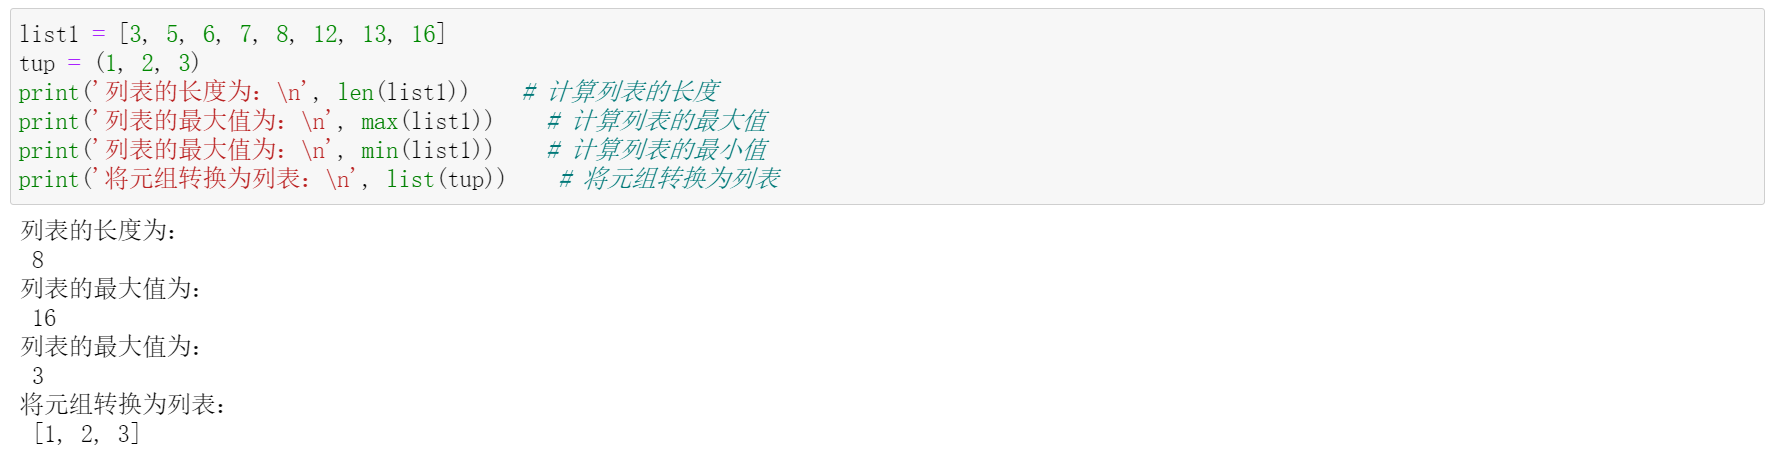 list1 = [3, 5, 6, 7, 8, 12, 13, 16]
tup = (1, 2, 3)
print('列表的长度为：\n', len(list1))    # 计算列表的长度
print('列表的最大值为：\n', max(list1))    # 计算列表的最大值
print('列表的最大值为：\n', min(list1))    # 计算列表的最小值
print('将元组转换为列表：\n', list(tup))    # 将元组转换为列表
列表的长度为：
 8
列表的最大值为：
 16
列表的最大值为：
 3
将元组转换为列表：
 [1, 2, 3]